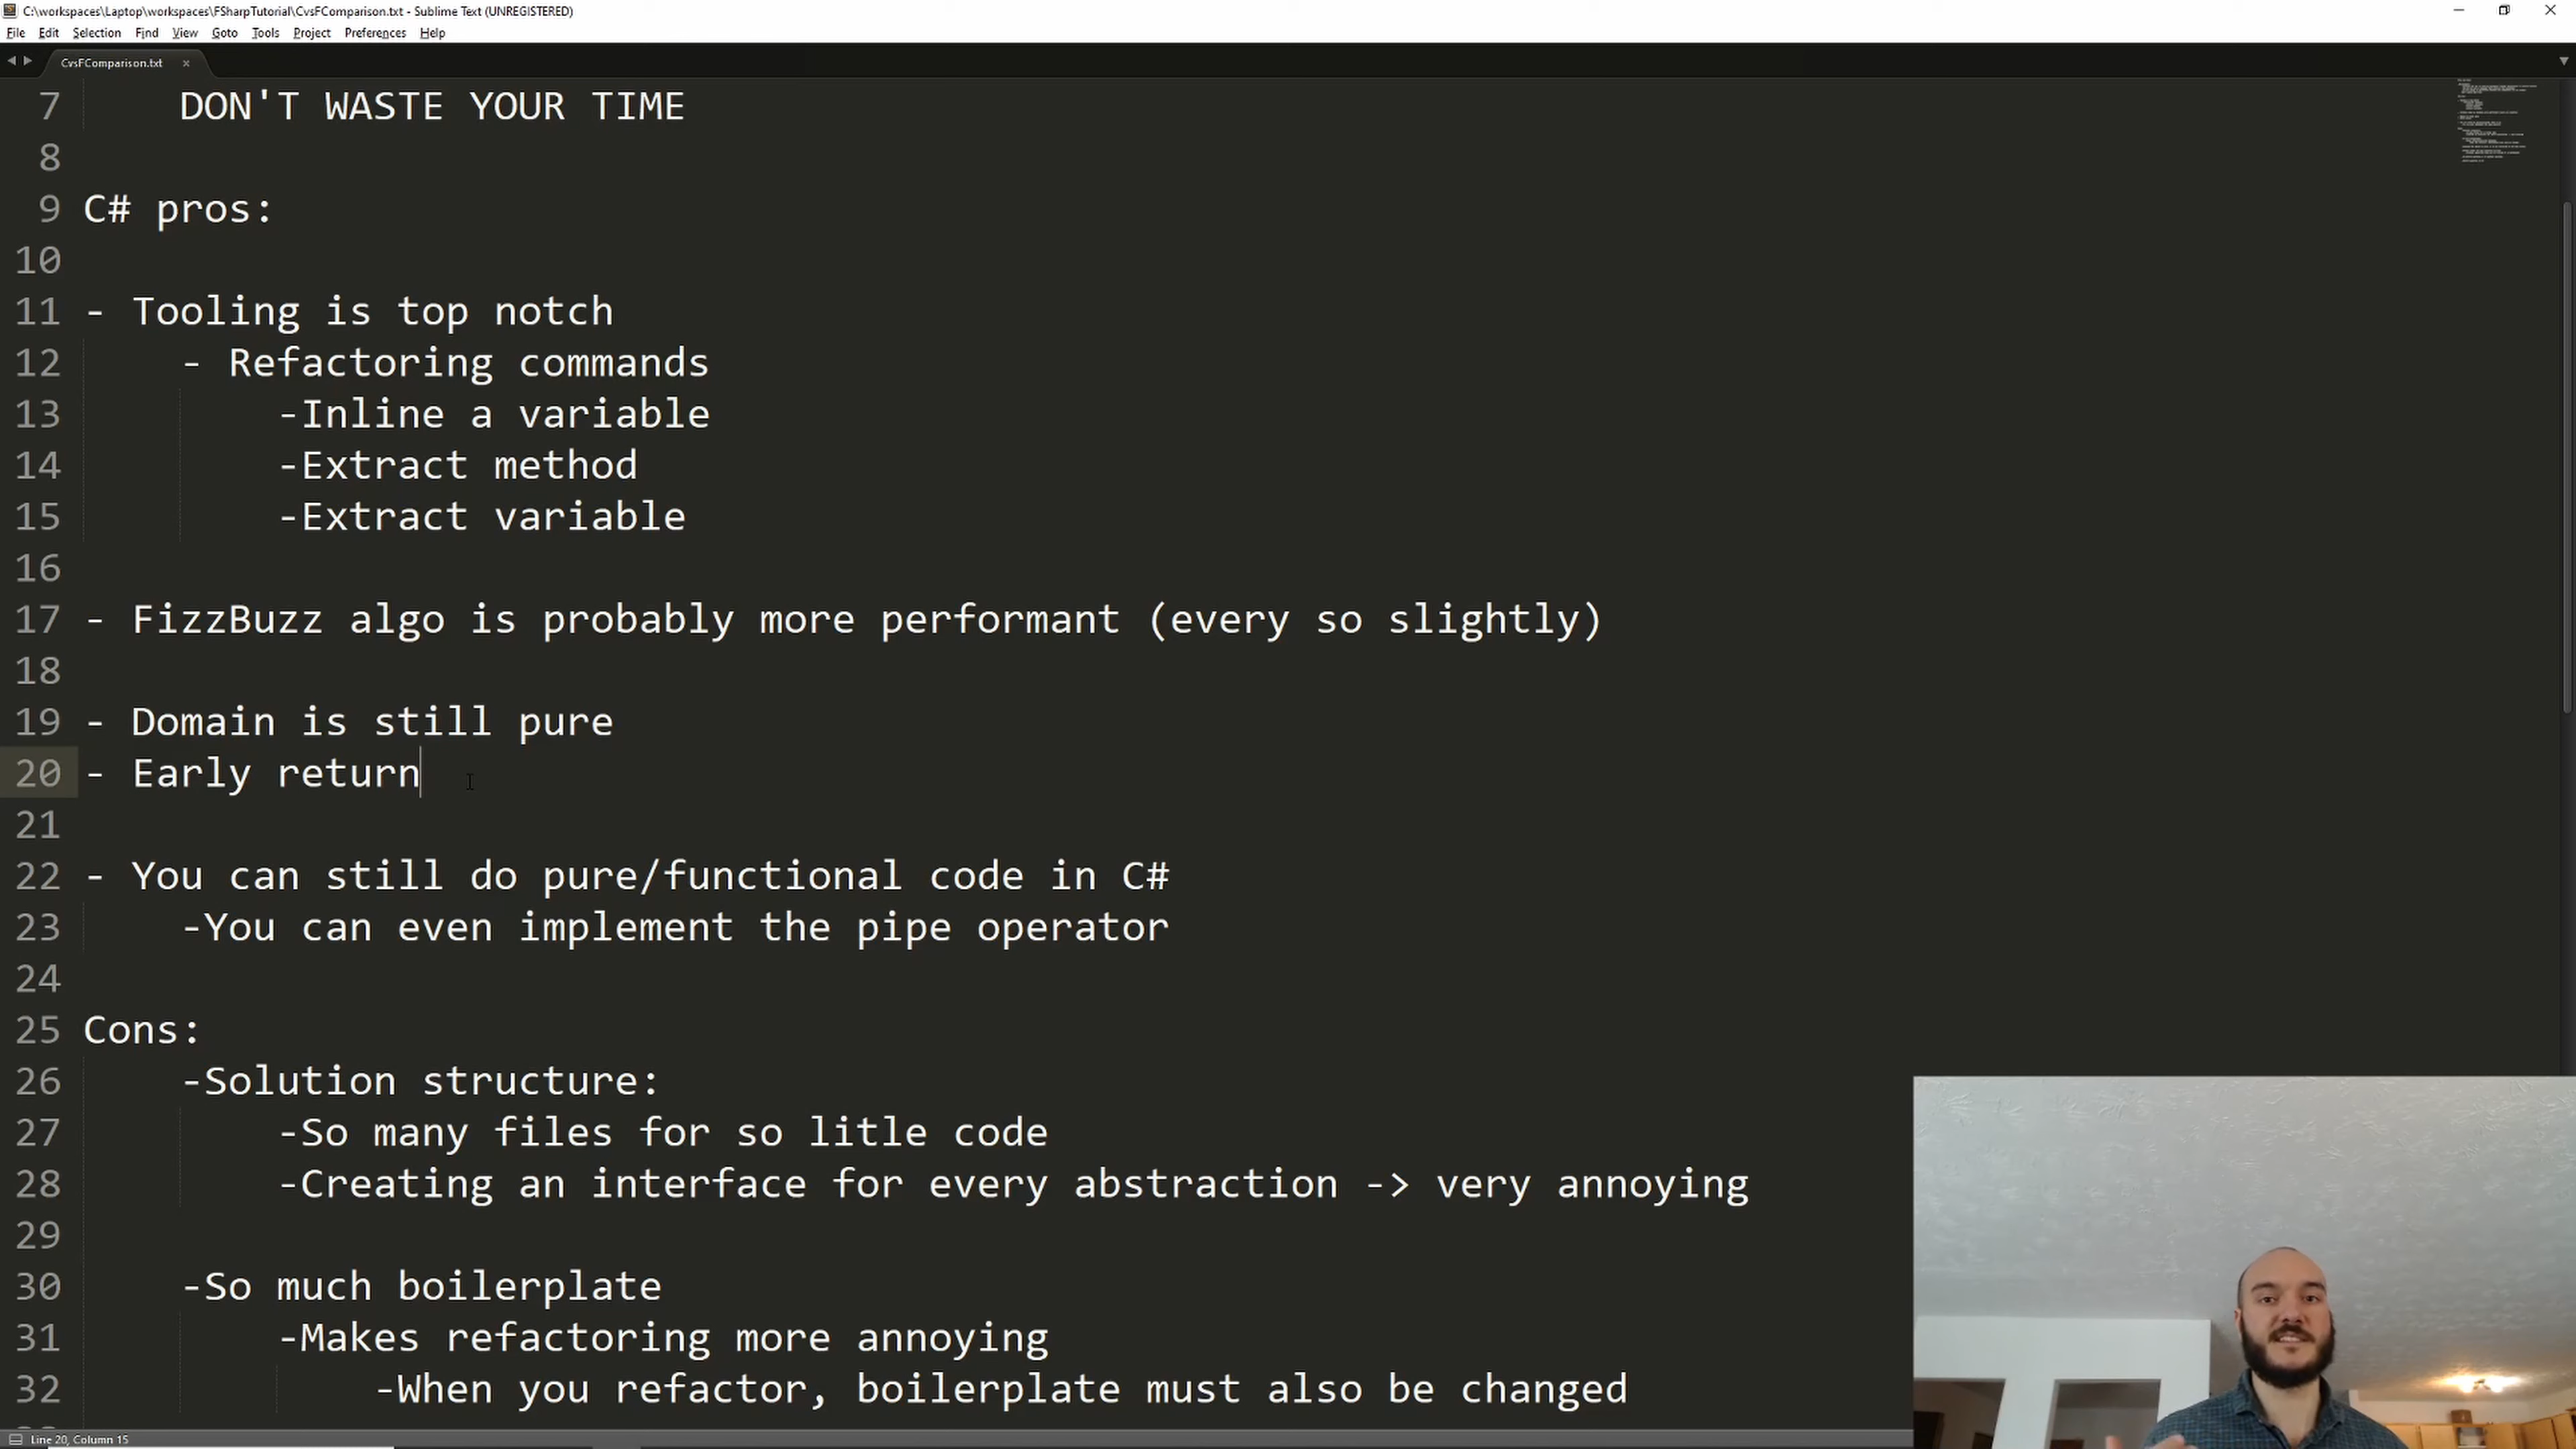 C:\workspaces\Laptop\workspaces\FSharpTutorial\CvsFComparison.txt - Sublime Text (UNREGISTERED)
File Edit Selection Find View Goto Tools Project Preferences Help
CvsFComparison.txt
7 DON'T WASTE YOUR TIME
8
9 C# pros:
10
11 - Tooling is top notch
12 - Refactoring commands
13 -Inline a variable
14 -Extract method
15 -Extract variable
16
17 - FizzBuzz algo is probably more performant (every so slightly)
18
19 - Domain is still pure
20 - Early return
21
22 - You can still do pure/functional code in C#
23 -You can even implement the pipe operator
24
25 Cons:
26 -Solution structure:
27 -So many files for so litle code
28 -Creating an interface for every abstraction -> very annoying
29
30 -So much boilerplate
31 -Makes refactoring more annoying
32 -When you refactor, boilerplate must also be changed
Line 20, Column 15